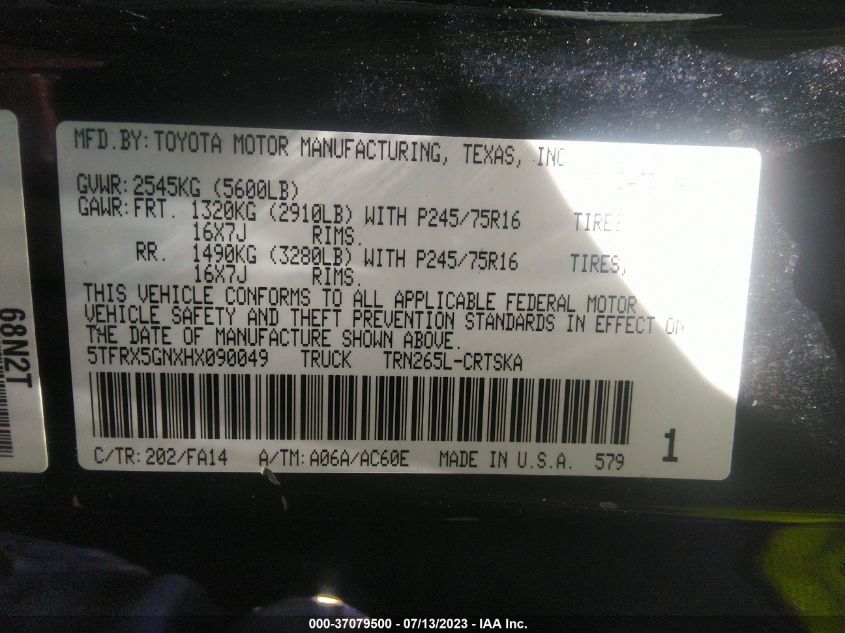 MFD.BY: TOYOTA MOTOR MANUFACTURING, TEXAS, INC
GVWR: 2545KG (5600LB)
GAWR: FRT. 1320KG (2910LB) WITH P245/75R16 TIRES
16X7J RIMS.
RR. 1490KG (3280LB) WITH P245/75R16 TIRES,
16X7J RIMS.
THIS VEHICLE CONFORMS TO ALL APPLICABLE FEDERAL MOTOR
VEHICLE SAFETY AND THEFT PREVENTION STANDARDS IN EFFECT ON
THE DATE OF MANUFACTURE SHOWN ABOVE.
5TFRX5GNXHX090049 TRUCK TRN265L-CRTSKA
C/TR: 202/FA14 A/TM: A06A/AC60E MADE IN U.S.A. 579
1
68N2T
000-37079500 - 07/13/2023 - IAA Inc.